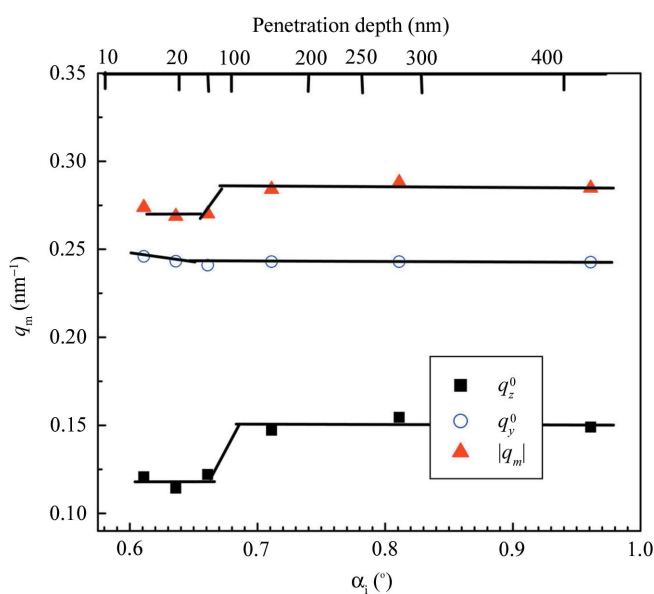 Penetration depth (nm)
10 20 100 200 250 300 400
0.35
0.30
0.25
0.20
0.15
0.10
q_m (nm⁻¹)
q_z^0
q_y^0
|q_m|
0.6 0.7 0.8 0.9 1.0
α_i (°)